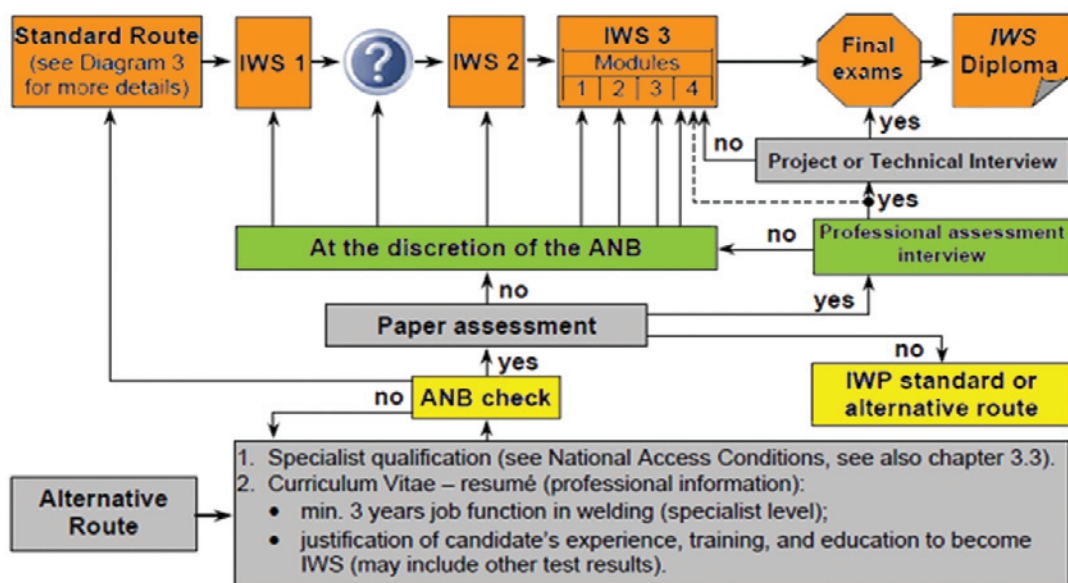 Standard Route
(see Diagram 3
for more details)
IWS 1
?
IWS 2
IWS 3
Modules
1 2 3 4
Final
exams
IWS
Diploma
yes
no
Project or Technical Interview
yes
At the discretion of the ANB
no
Professional assessment
interview
no
yes
Paper assessment
no
yes
IWP standard or
alternative route
no
ANB check
Alternative
Route
1. Specialist qualification (see National Access Conditions, see also chapter 3.3).
2. Curriculum Vitae – resumé (professional information):
• min. 3 years job function in welding (specialist level);
• justification of candidate's experience, training, and education to become
IWS (may include other test results).